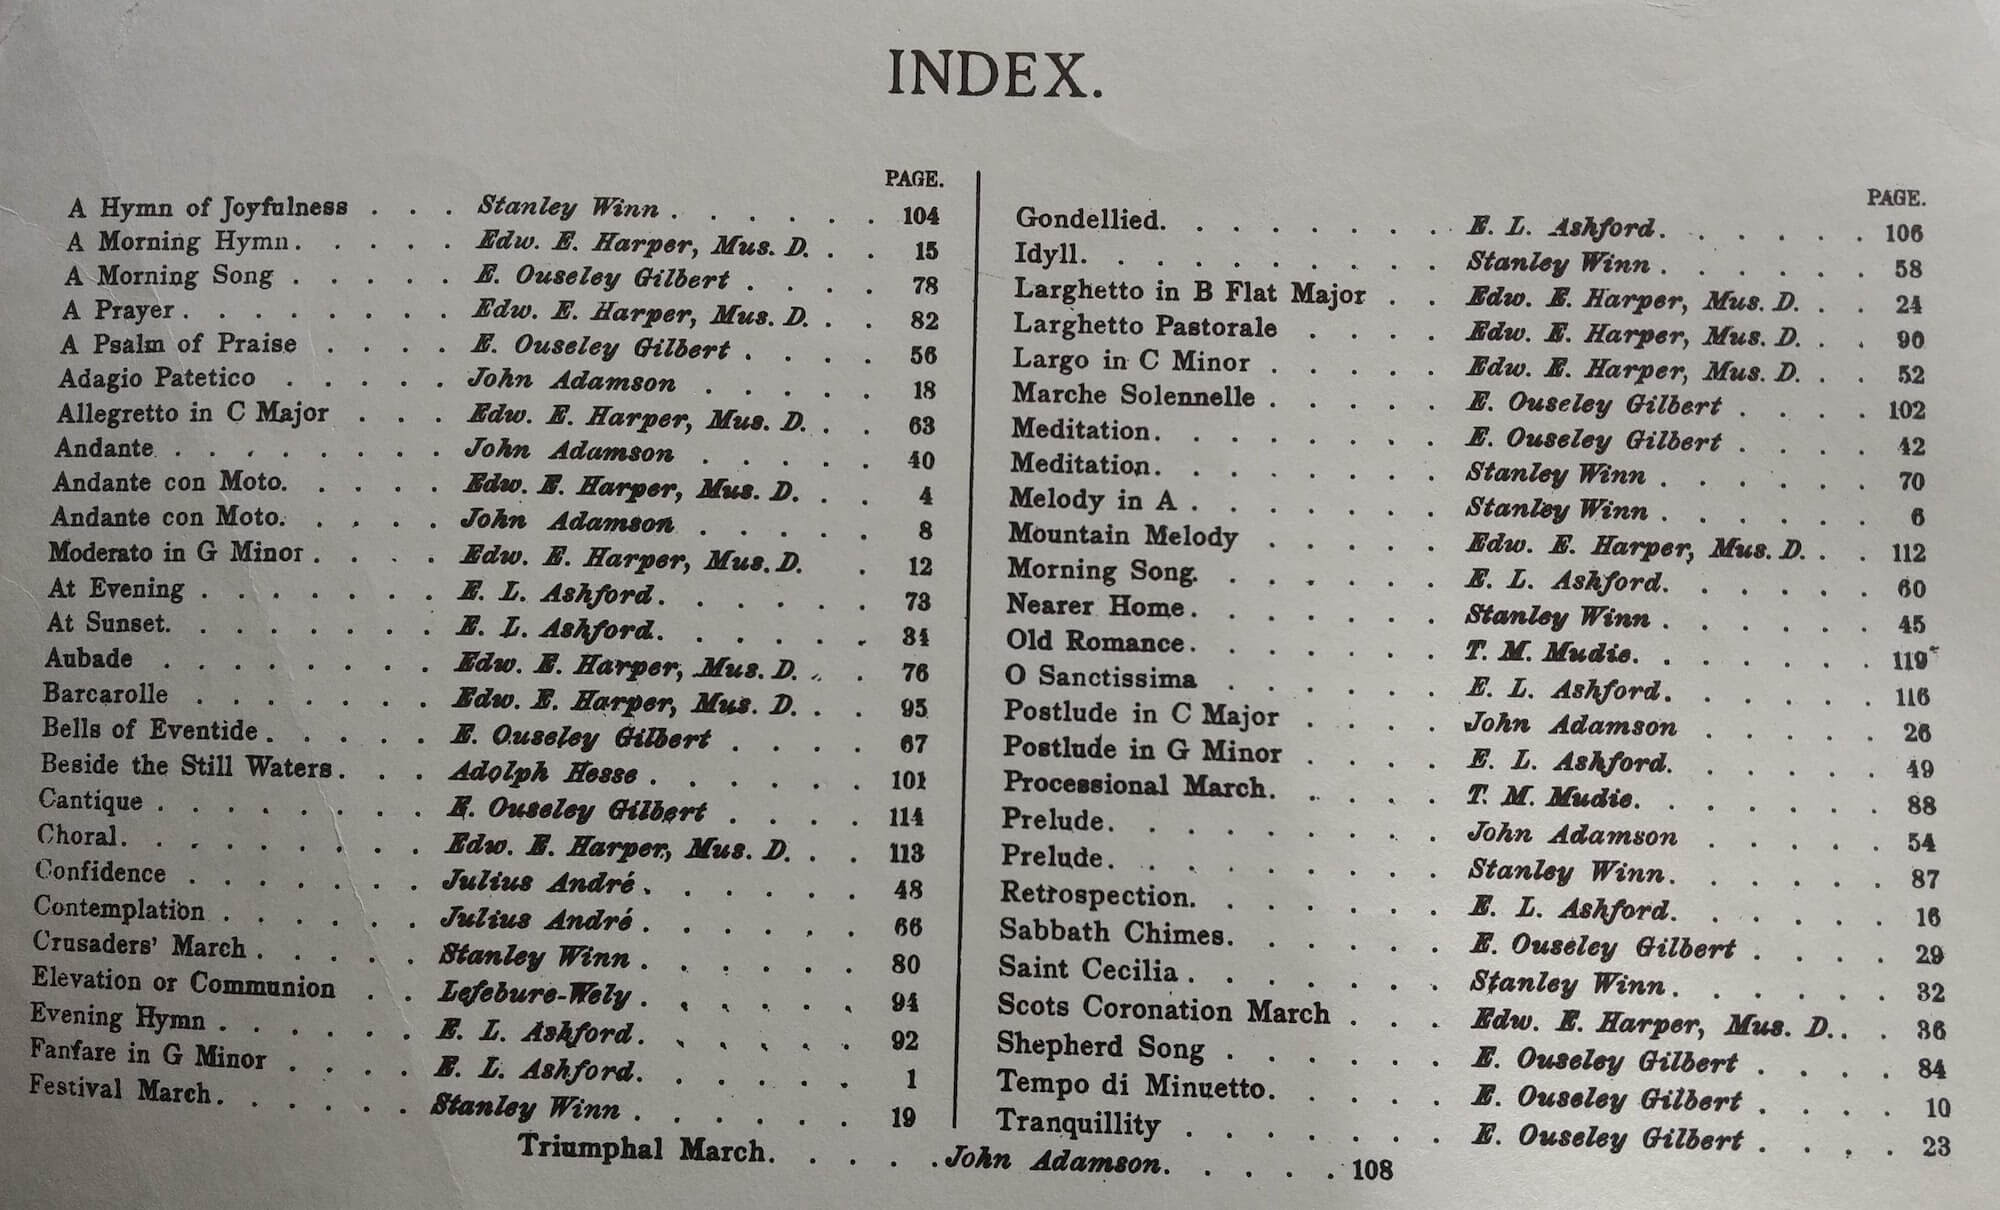 INDEX.
PAGE.
A Hymn of Joyfulness . . . Stanley Winn . . . . . . 104
A Morning Hymn. . . . . Edw. E. Harper, Mus. D. . . 15
A Morning Song . . . . . E. Ouseley Gilbert . . . . 78
A Prayer . . . . . . . . Edw. E. Harper, Mus. D. . . 82
A Psalm of Praise . . . . E. Ouseley Gilbert . . . . 56
Adagio Patetico . . . . . John Adamson . . . . . 18
Allegretto in C Major . . . Edw. E. Harper, Mus. D. . . 63
Andante . . . . . . . . John Adamson . . . . . 40
Andante con Moto. . . . . Edw. E. Harper, Mus. D. . . 4
Andante con Moto. . . . . John Adamson . . . . . 8
Moderato in G Minor . . . . Edw. E. Harper, Mus. D. . 12
At Evening . . . . . . . E. L. Ashford. . . . . . 73
At Sunset. . . . . . . . E. L. Ashford. . . . . . 34
Aubade . . . . . . . . Edw. E. Harper, Mus. D. . . 76
Barcarolle . . . . . . . Edw. E. Harper, Mus. D. . . 95
Bells of Eventide . . . . . E. Ouseley Gilbert . . . . 67
Beside the Still Waters. . . Adolph Hesse . . . . . . 101
Cantique . . . . . . . . E. Ouseley Gilbert . . . . 114
Choral. . . . . . . . . Edw. E. Harper, Mus. D. . . 113
Confidence . . . . . . . Julius André . . . . . . 48
Contemplation . . . . . . Julius André . . . . . . 66
Crusaders' March . . . . . Stanley Winn . . . . . . 80
Elevation or Communion . . Lefebure-Wely . . . . . . 94
Evening Hymn . . . . . . E. L. Ashford. . . . . . 92
Fanfare in G Minor . . . . E. L. Ashford. . . . . . 1
Festival March. . . . . . Stanley Winn . . . . . . 19
PAGE.
Gondellied. . . . . . . . E. L. Ashford. . . . . . 106
Idyll. . . . . . . . . . Stanley Winn . . . . . . 58
Larghetto in B Flat Major . . Edw. E. Harper, Mus. D. . . 24
Larghetto Pastorale . . . . Edw. E. Harper, Mus. D. . . 90
Largo in C Minor . . . . . Edw. E. Harper, Mus. D. . . 52
Marche Solennelle . . . . . E. Ouseley Gilbert . . . . 102
Meditation. . . . . . . . E. Ouseley Gilbert . . . . 42
Meditation. . . . . . . . Stanley Winn . . . . . . 70
Melody in A . . . . . . . Stanley Winn . . . . . . 6
Mountain Melody . . . . . Edw. E. Harper, Mus. D. . . 112
Morning Song. . . . . . . E. L. Ashford. . . . . . 60
Nearer Home. . . . . . . Stanley Winn . . . . . . 45
Old Romance. . . . . . . T. M. Mudie. . . . . . . 119
O Sanctissima . . . . . . E. L. Ashford. . . . . . 116
Postlude in C Major . . . . John Adamson . . . . . 26
Postlude in G Minor . . . . E. L. Ashford. . . . . . 49
Processional March. . . . . T. M. Mudie. . . . . . . 88
Prelude. . . . . . . . . John Adamson . . . . . 54
Prelude. . . . . . . . . Stanley Winn. . . . . . 87
Retrospection. . . . . . . E. L. Ashford. . . . . . 16
Sabbath Chimes. . . . . . E. Ouseley Gilbert . . . . 29
Saint Cecilia . . . . . . . Stanley Winn. . . . . . 32
Scots Coronation March . . . Edw. E. Harper, Mus. D. . . 36
Shepherd Song . . . . . . E. Ouseley Gilbert . . . . 84
Tempo di Minuetto. . . . . E. Ouseley Gilbert . . . . 10
Tranquillity . . . . . . . E. Ouseley Gilbert . . . . 23
Triumphal March. . . . . John Adamson. . . . . 108